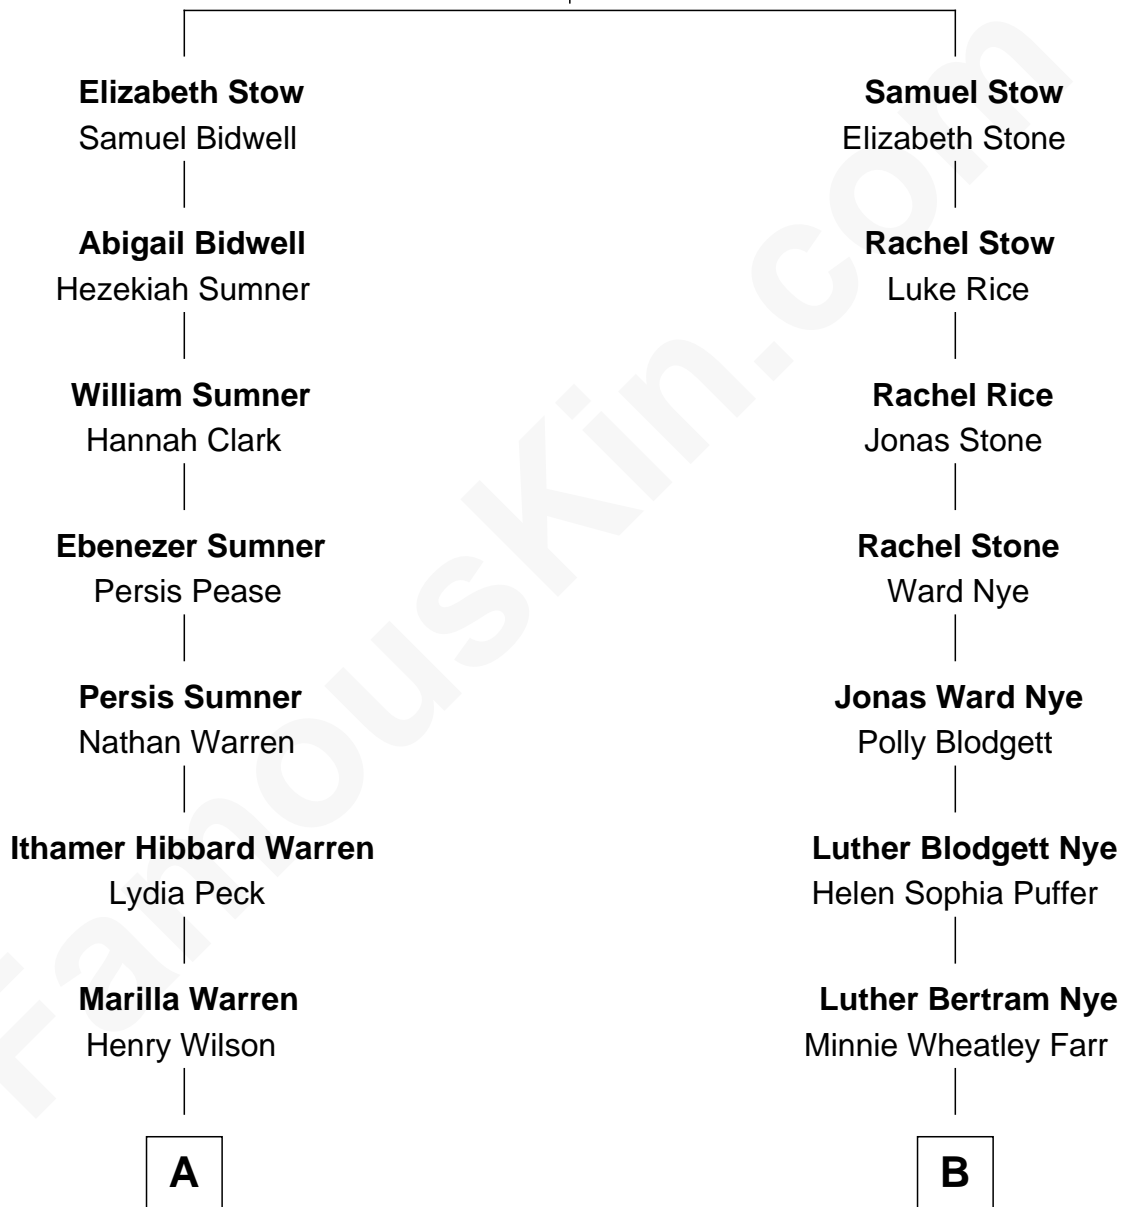 Elizabeth Stow
Samuel Bidwell
Abigail Bidwell
Hezekiah Sumner
William Sumner
Hannah Clark
Ebenezer Sumner
Persis Pease
Persis Sumner
Nathan Warren
Ithamer Hibbard Warren
Lydia Peck
Marilla Warren
Henry Wilson
A
Samuel Stow
Elizabeth Stone
Rachel Stow
Luke Rice
Rachel Rice
Jonas Stone
Rachel Stone
Ward Nye
Jonas Ward Nye
Polly Blodgett
Luther Blodgett Nye
Helen Sophia Puffer
Luther Bertram Nye
Minnie Wheatley Farr
B
FamousKin.com